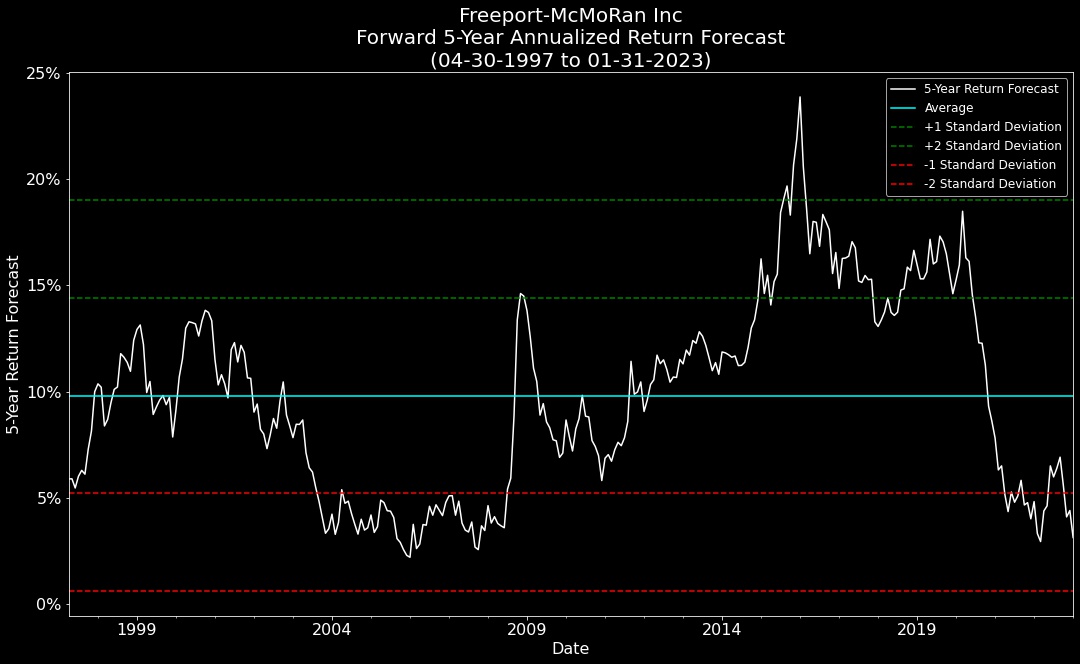 Freeport-McMoRan Inc
Forward 5-Year Annualized Return Forecast
(04-30-1997 to 01-31-2023)
25%
20%
15%
10%
5%
0%
5-Year Return Forecast
5-Year Return Forecast
Average
+1 Standard Deviation
+2 Standard Deviation
-1 Standard Deviation
-2 Standard Deviation
1999
2004
2009
2014
2019
Date